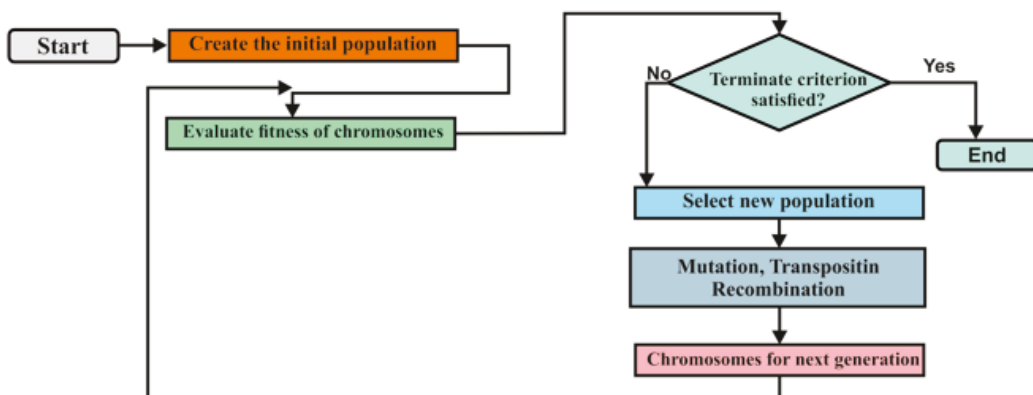 Start
Create the initial population
Evaluate fitness of chromosomes
Terminate criterion
satisfied?
No
Yes
End
Select new population
Mutation, Transpositin
Recombination
Chromosomes for next generation